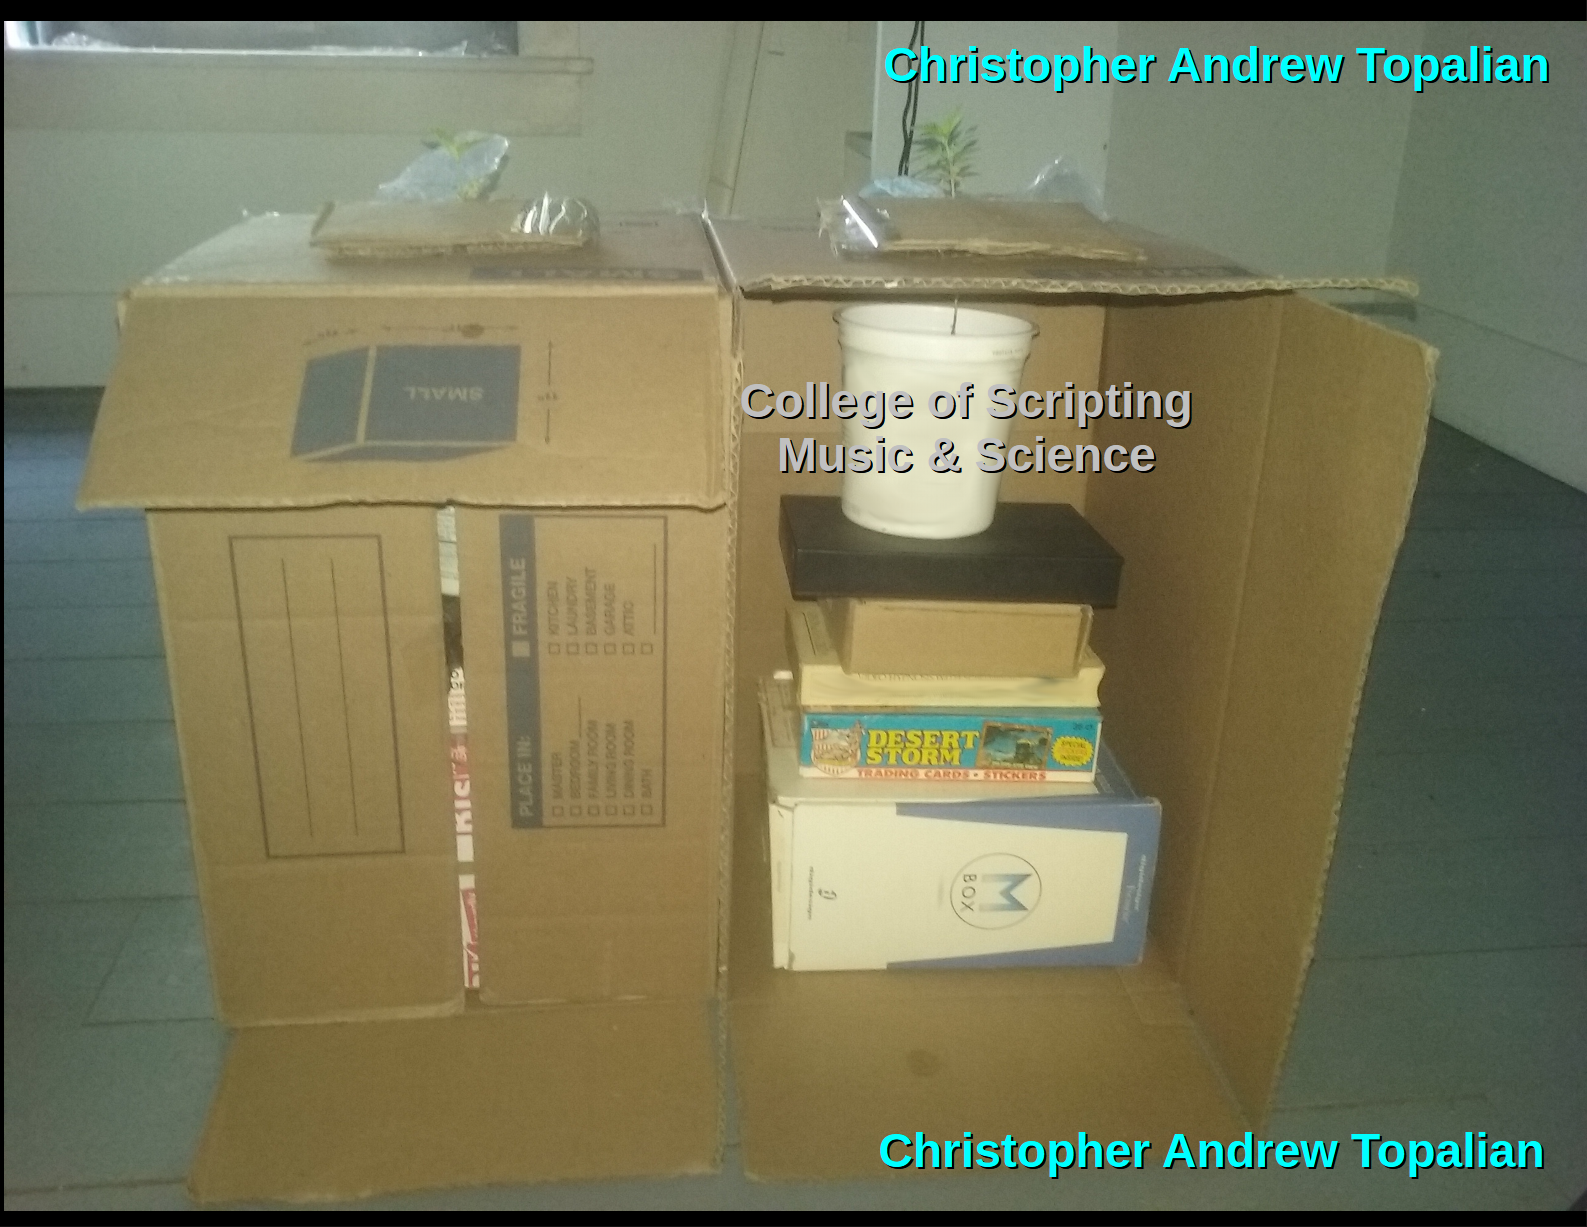 Christopher Andrew Topalian
SMALL
SMALL
College of Scripting
Music & Science
FRAGILE
PLACE IN:
KITCHEN
LAUNDRY
BASEMENT
GARAGE
ATTIC
MASTER
BEDROOM
FAMILY ROOM
LIVING ROOM
DINING ROOM
BATH
DESERT
STORM
TRADING CARDS • STICKERS
M
BOX
Christopher Andrew Topalian